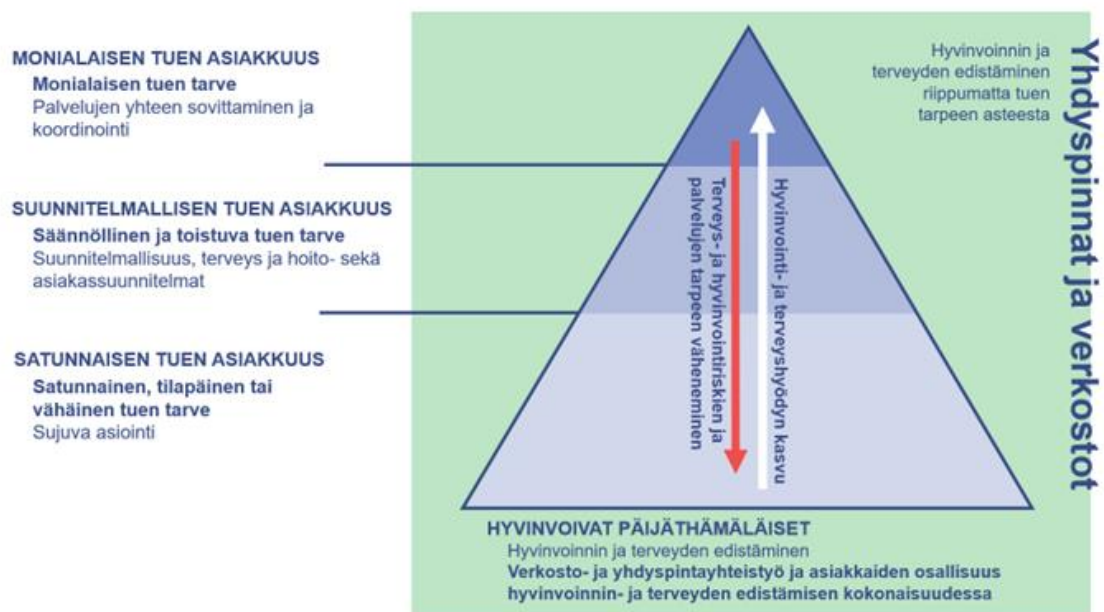 MONIALAISEN TUEN ASIAKKUUS
Monialaisen tuen tarve
Palvelujen yhteen sovittaminen ja
koordinointi
SUUNNITELMALLISEN TUEN ASIAKKUUS
Säännöllinen ja toistuva tuen tarve
Suunnitelmallisuus, terveys ja hoito- sekä
asiakassuunnitelmat
SATUNNAISEN TUEN ASIAKKUUS
Satunnainen, tilapäinen tai
vähäinen tuen tarve
Sujuva asiointi
Terveys- ja hyvinvointiriskien ja
palvelujen tarpeen väheneminen
Hyvinvointi- ja terveyshyödyn kasvu
Hyvinvoinnin ja
terveyden edistäminen
riippumatta tuen
tarpeen asteesta
Yhdyspinnat ja verkostot
HYVINVOIVAT PÄIJÄTHÄMÄLÄISET
Hyvinvoinnin ja terveyden edistäminen
Verkosto- ja yhdyspintayhteistyö ja asiakkaiden osallisuus
hyvinvoinnin- ja terveyden edistämisen kokonaisuudessa